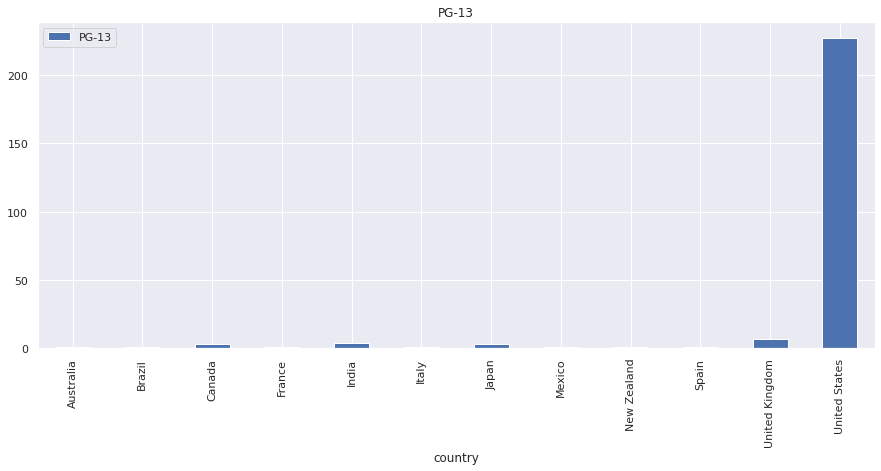 PG-13
PG-13
200
150
100
50
0
Australia
Brazil
Canada
France
India
Italy
Japan
Mexico
New Zealand
Spain
United Kingdom
United States
country